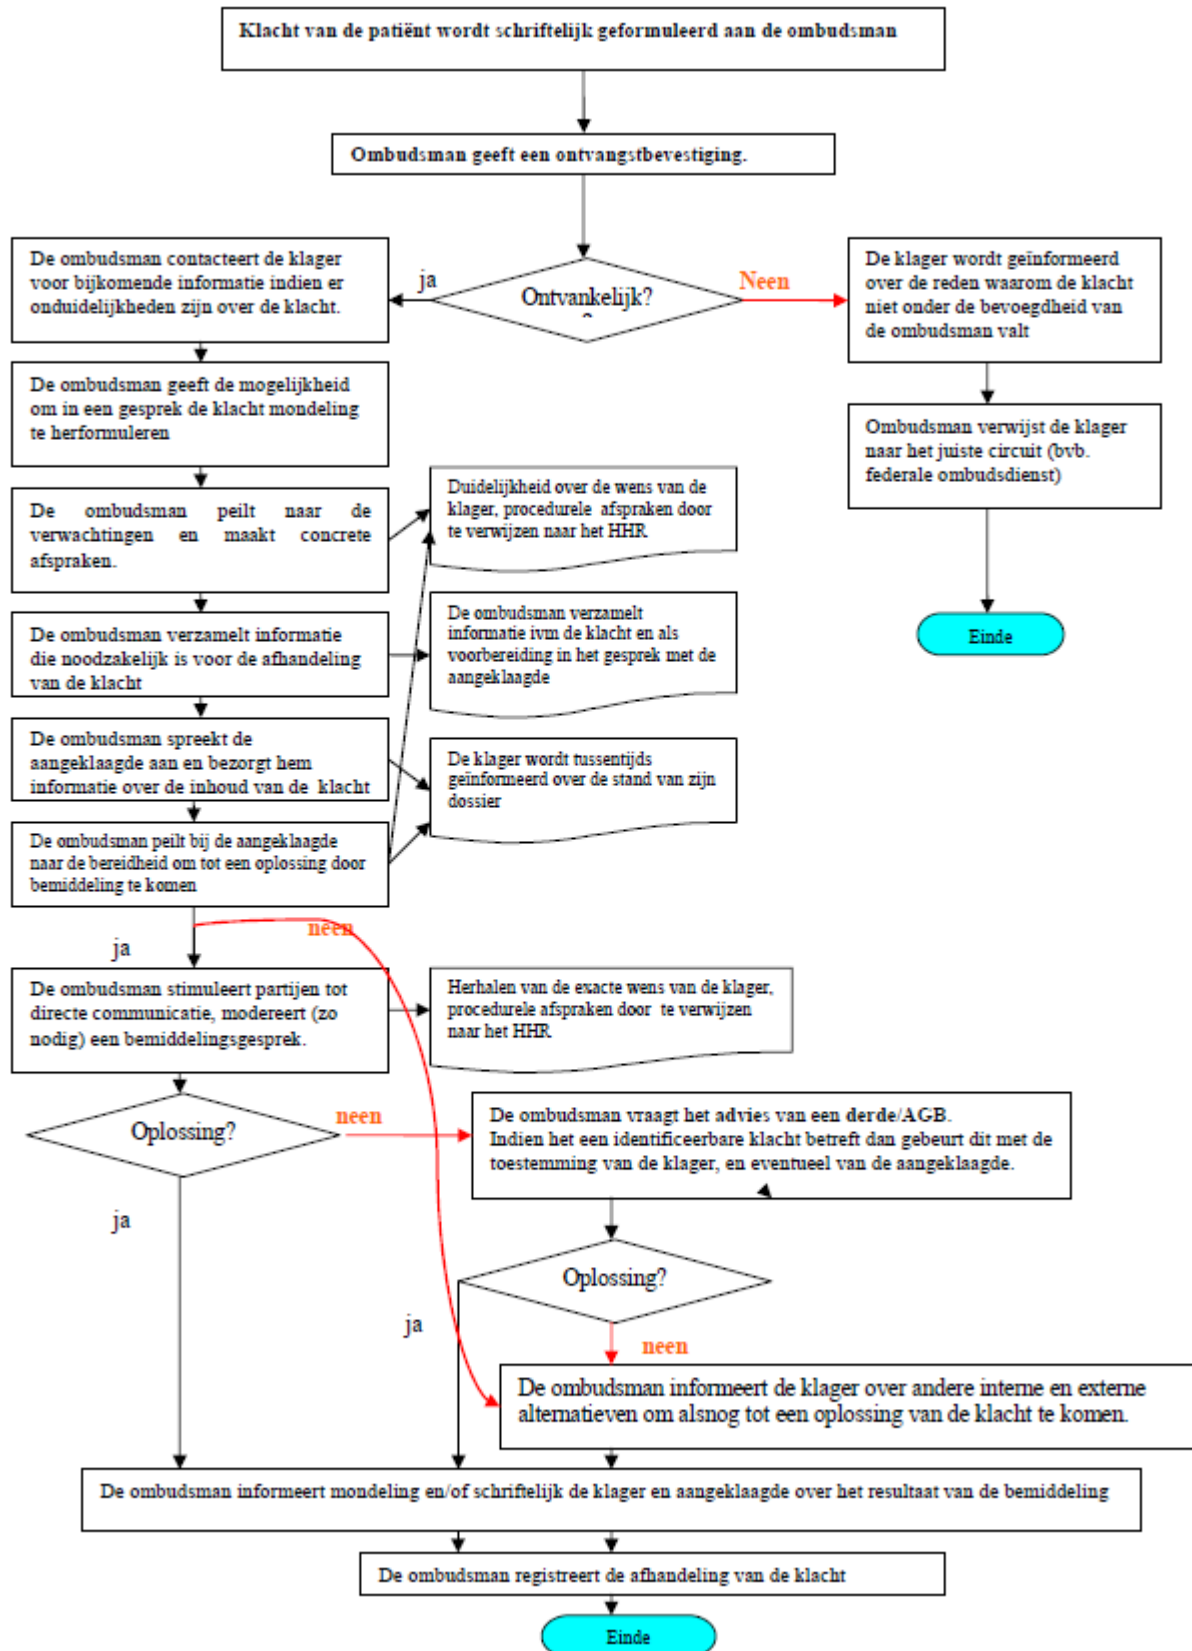 Klacht van de patiënt wordt schriftelijk geformuleerd aan de ombudsman
Ombudsman geeft een ontvangstbevestiging.
De ombudsman contacteert de klager
voor bijkomende informatie indien er
onduidelijkheden zijn over de klacht.
ja
Ontvankelijk?
Neen
De klager wordt geïnformeerd
over de reden waarom de klacht
niet onder de bevoegdheid van
de ombudsman valt
De ombudsman geeft de mogelijkheid
om in een gesprek de klacht mondeling
te herformuleren
Ombudsman verwijst de klager
naar het juiste circuit (bvb.
federale ombudsdienst)
De ombudsman peilt naar de
verwachtingen en maakt concrete
afspraken.
Duidelijkheid over de wens van de
klager, procedurele afspraken door
te verwijzen naar het HHR
Einde
De ombudsman verzamelt informatie
die noodzakelijk is voor de afhandeling
van de klacht
De ombudsman verzamelt
informatie ivm de klacht en als
voorbereiding in het gesprek met de
aangeklaagde
De ombudsman spreekt de
aangeklaagde aan en bezorgt hem
informatie over de inhoud van de klacht
De klager wordt tussentijds
geïnformeerd over de stand van zijn
dossier
De ombudsman peilt bij de aangeklaagde
naar de bereidheid om tot een oplossing door
bemiddeling te komen
neen
ja
De ombudsman stimuleert partijen tot
directe communicatie, modereert (zo
nodig) een bemiddelingsgesprek.
Herhalen van de exacte wens van de klager,
procedurele afspraken door te verwijzen
naar het HHR
Oplossing?
neen
De ombudsman vraagt het advies van een derde/AGB.
Indien het een identificeerbare klacht betreft dan gebeurt dit met de
toestemming van de klager, en eventueel van de aangeklaagde.
ja
Oplossing?
ja
neen
De ombudsman informeert de klager over andere interne en externe
alternatieven om alsnog tot een oplossing van de klacht te komen.
De ombudsman informeert mondeling en/of schriftelijk de klager en aangeklaagde over het resultaat van de bemiddeling
De ombudsman registreert de afhandeling van de klacht
Einde